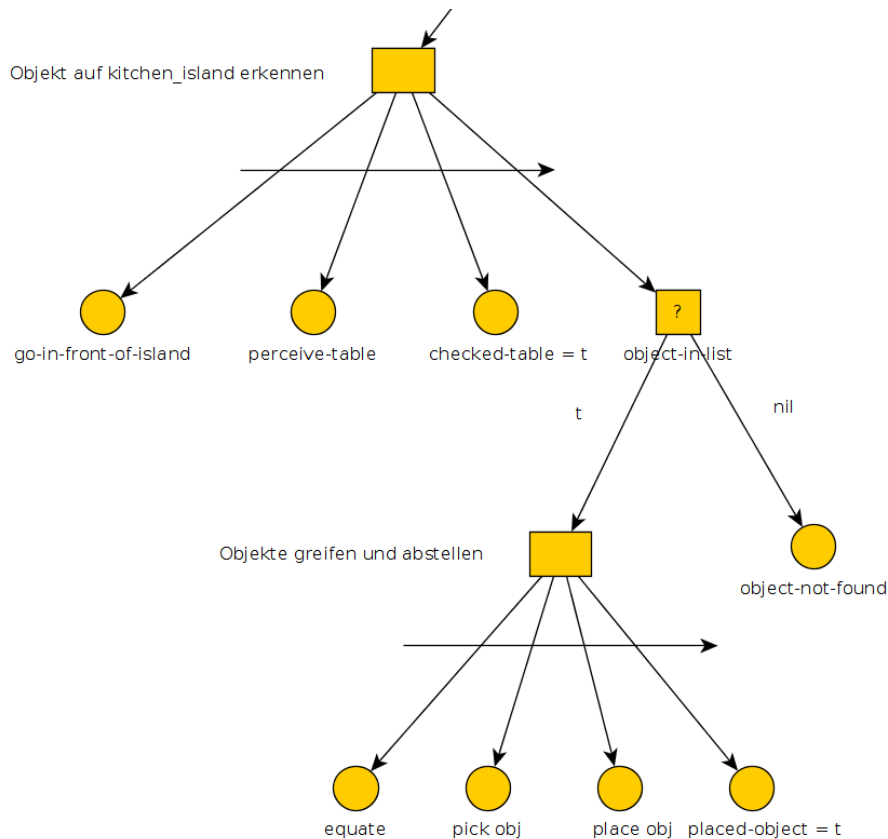 Objekt auf kitchen_island erkennen
?
go-in-front-of-island
perceive-table
checked-table = t
object-in-list
t
nil
Objekte greifen und abstellen
object-not-found
equate
pick obj
place obj
placed-object = t